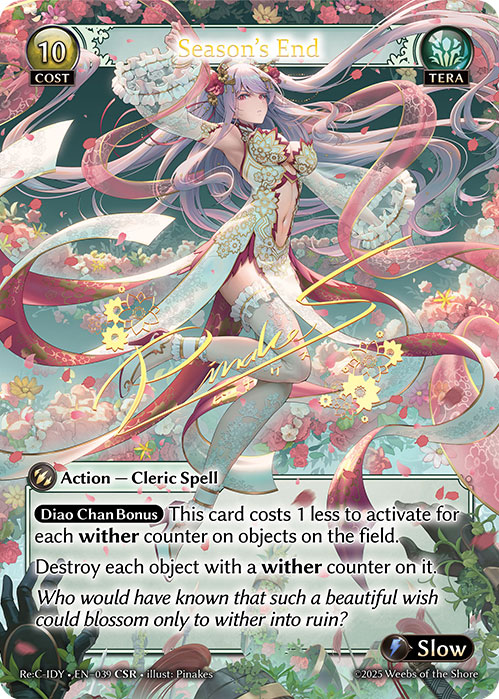 10
COST
Season's End
TERA
Pinakes
Action — Cleric Spell
Diao Chan Bonus This card costs 1 less to activate for
each wither counter on objects on the field.
Destroy each object with a wither counter on it.
Who would have known that such a beautiful wish
could blossom only to wither into ruin?
Slow
Re:C-IDY • EN-039 CSR • illust: Pinakes
©2025 Weebs of the Shore